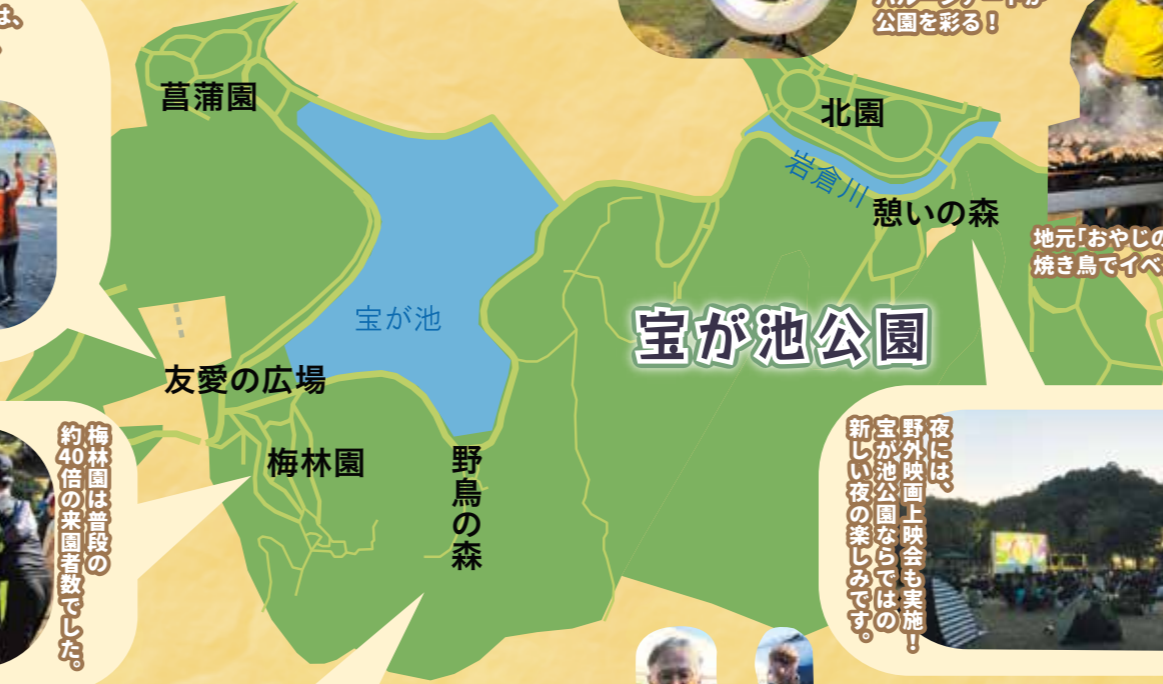 は、
公園を彩る！
菖蒲園
北園
岩倉川
憩いの森
地元「おやじの
焼き鳥でイベ
宝が池
宝が池公園
友愛の広場
梅林園
野鳥の森
梅林園は普段の
約40倍の来園者数でした。
夜には、
野外映画上映会も実施！
宝が池公園ならではの
新しい夜の楽しみです。